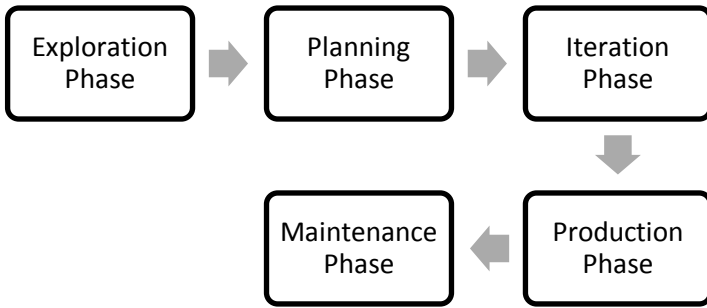 Exploration
Phase
Planning
Phase
Iteration
Phase
Production
Phase
Maintenance
Phase